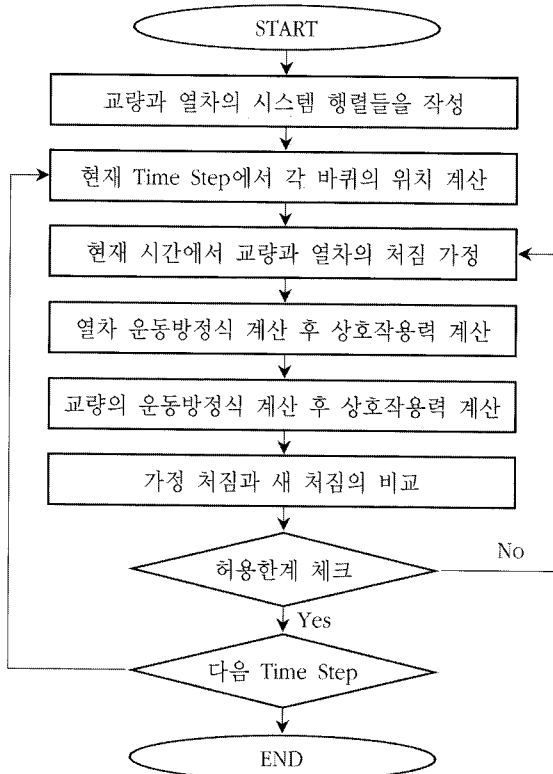 START
교량과 열차의 시스템 행렬들을 작성
현재 Time Step에서 각 바퀴의 위치 계산
현재 시간에서 교량과 열차의 처짐 가정
열차 운동방정식 계산 후 상호작용력 계산
교량의 운동방정식 계산 후 상호작용력 계산
가정 처짐과 새 처짐의 비교
허용한계 체크
No
Yes
다음 Time Step
END